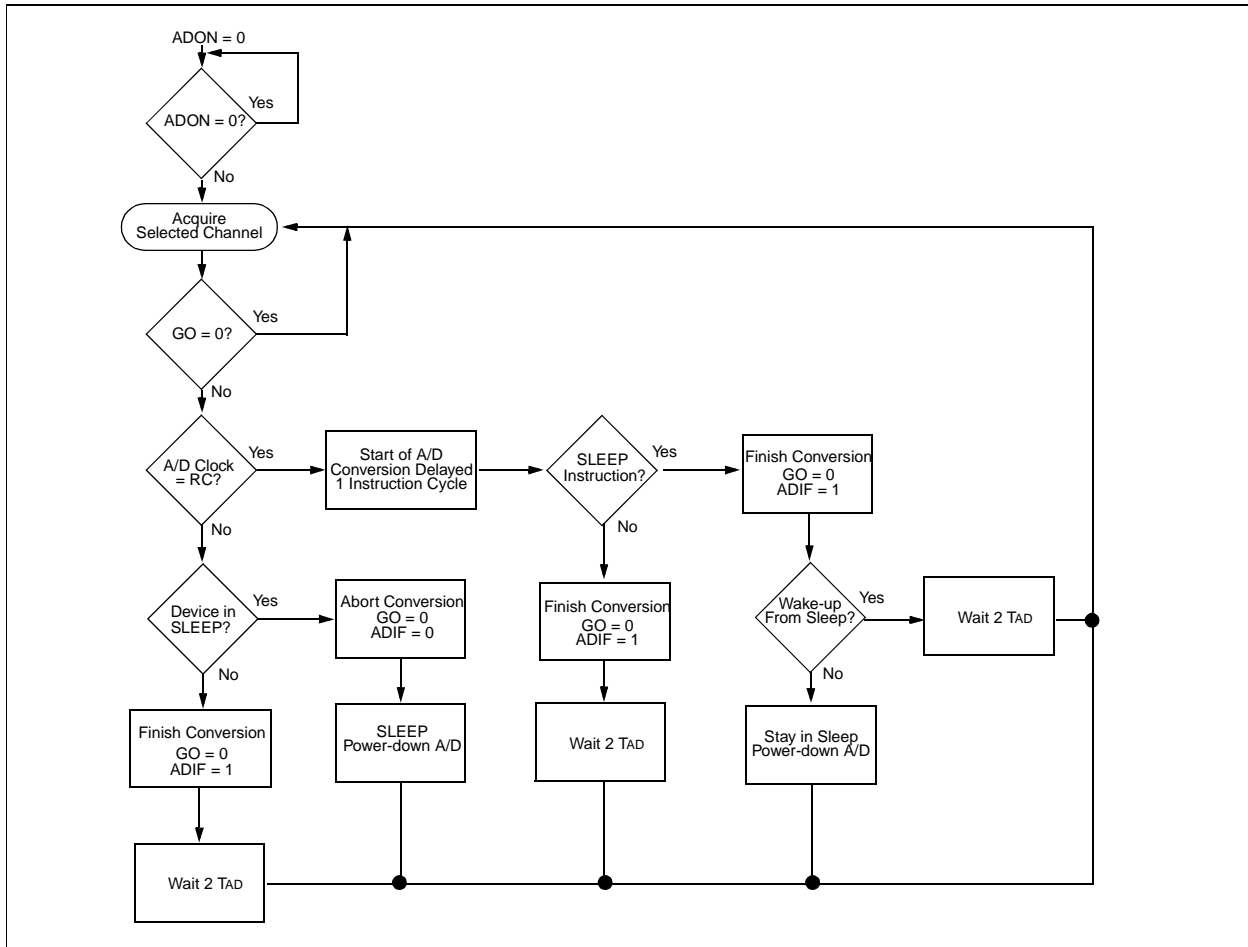 ADON = 0
Yes
ADON = 0?
No
Acquire
Selected Channel
Yes
GO = 0?
No
A/D Clock
= RC?
Yes
Start of A/D
Conversion Delayed
1 Instruction Cycle
SLEEP
Instruction?
Yes
Finish Conversion
GO = 0
ADIF = 1
No
No
Device in
SLEEP?
Yes
Abort Conversion
GO = 0
ADIF = 0
Finish Conversion
GO = 0
ADIF = 1
Wake-up
From Sleep?
Yes
Wait 2 TAD
No
No
Finish Conversion
GO = 0
ADIF = 1
SLEEP
Power-down A/D
Wait 2 TAD
Stay in Sleep
Power-down A/D
Wait 2 TAD